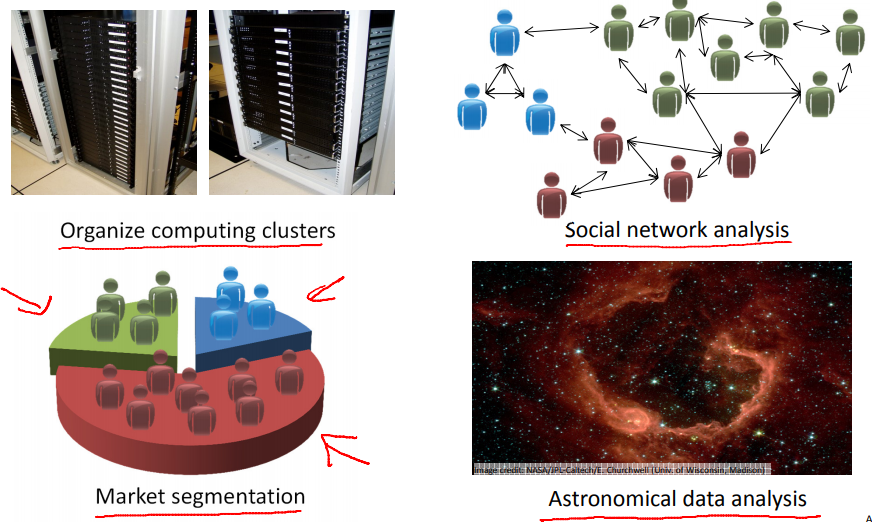 Organize computing clusters
Social network analysis
Image credit: NASA/JPL-Caltech/E. Churchwell (Univ. of Wisconsin, Madison)
Market segmentation
Astronomical data analysis
A